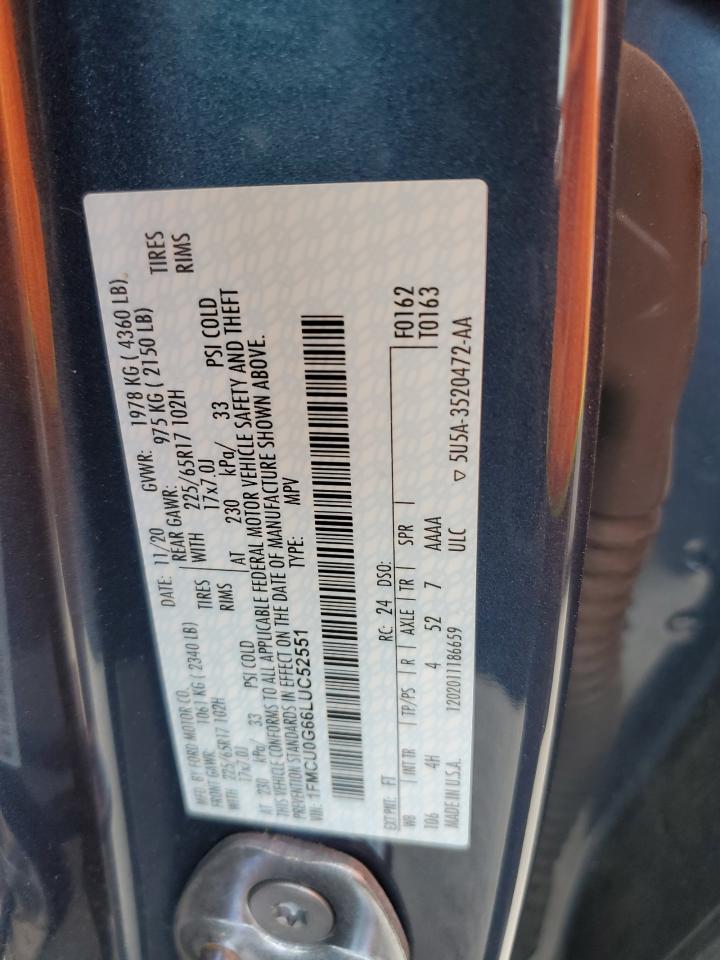 MFD. BY FORD MOTOR CO. DATE: 11/20 GVWR: 1978 KG ( 4360 LB)
FRONT GAWR: 1061 KG ( 2340 LB) REAR GAWR: 975 KG ( 2150 LB)
WITH 225/65R17 102H TIRES WITH 225/65R17 102H TIRES
17x7.0J RIMS 17x7.0J RIMS
AT 230 kPa/ 33 PSI COLD AT 230 kPa/ 33 PSI COLD
THIS VEHICLE CONFORMS TO ALL APPLICABLE FEDERAL MOTOR VEHICLE SAFETY AND THEFT
PREVENTION STANDARDS IN EFFECT ON THE DATE OF MANUFACTURE SHOWN ABOVE.
VIN: 1FMCU0G66LUC52551 TYPE: MPV
F0162
EXT PNT: FT RC: 24 DSO: T0163
WB INT TR TP/PS R AXLE TR SPR
106 4H 4 52 7 AAAA
MADE IN U.S.A. 12020111186659 ULC ▽ 5U5A-3520472-AA